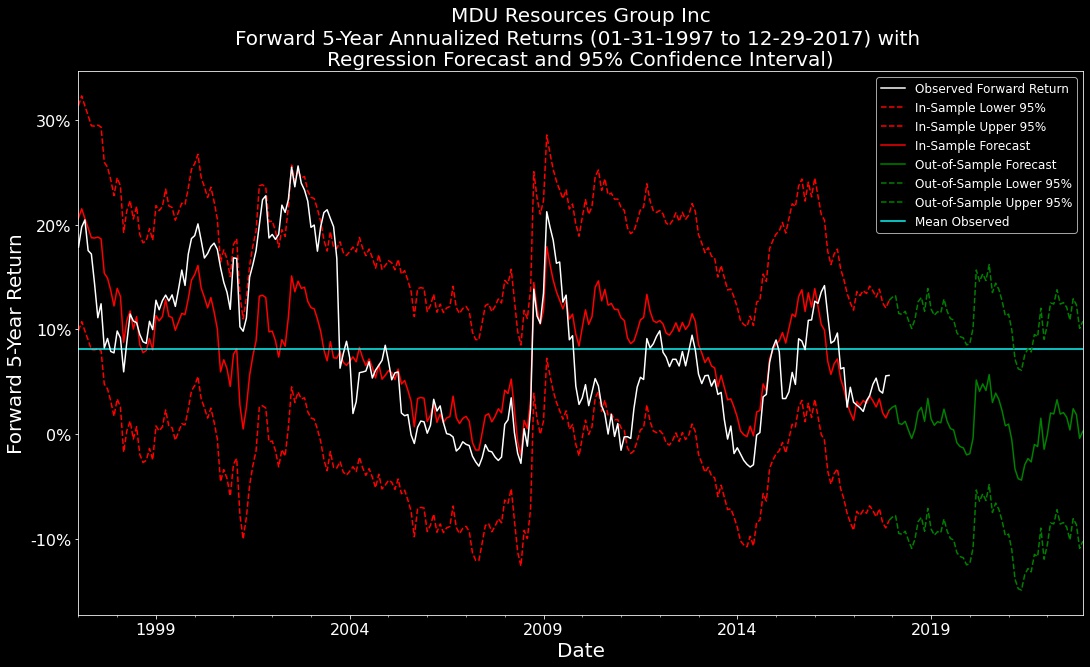 MDU Resources Group Inc
Forward 5-Year Annualized Returns (01-31-1997 to 12-29-2017) with
Regression Forecast and 95% Confidence Interval)
Observed Forward Return
In-Sample Lower 95%
In-Sample Upper 95%
In-Sample Forecast
Out-of-Sample Forecast
Out-of-Sample Lower 95%
Out-of-Sample Upper 95%
Mean Observed
Forward 5-Year Return
30%
20%
10%
0%
-10%
1999
2004
2009
2014
2019
Date